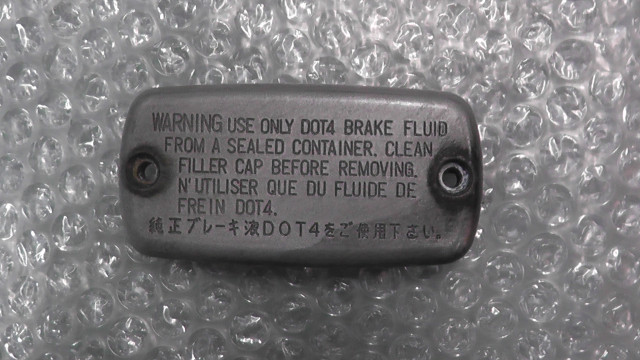 WARNING USE ONLY DOT4 BRAKE FLUID
FROM A SEALED CONTAINER. CLEAN
FILLER CAP BEFORE REMOVING.
N'UTILISER QUE DU FLUIDE DE
FREIN DOT4.
純正ブレーキ液DOT4をご使用下さい。